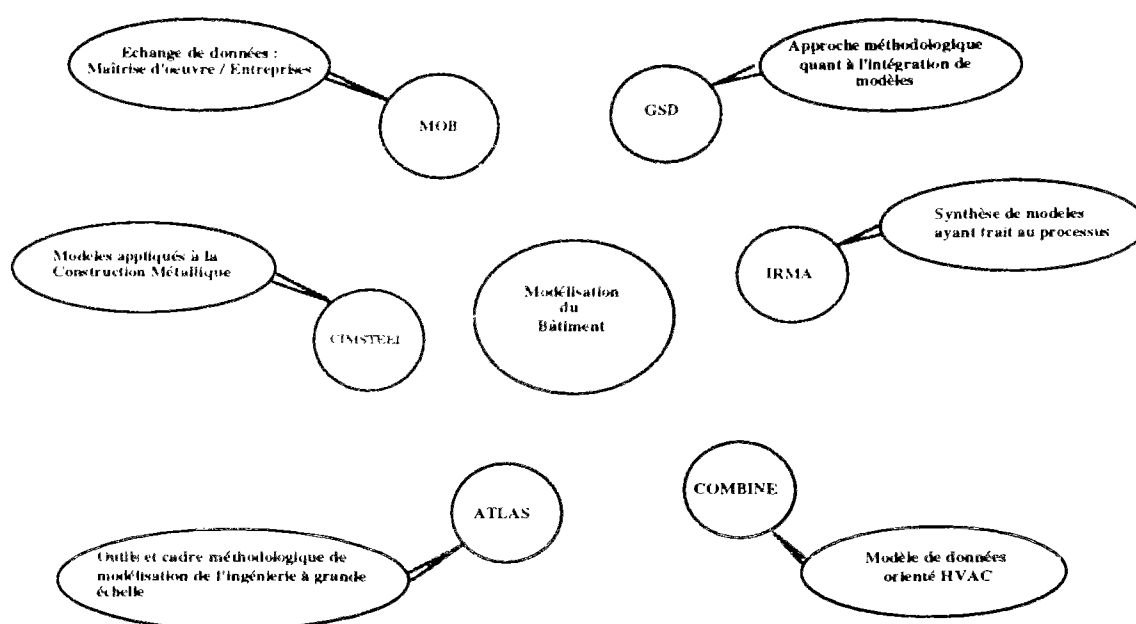 Echange de données :
Maîtrise d'oeuvre / Entreprises
MOB
Approche méthodologique
quant à l'intégration de
modèles
GSD
Synthèse de modeles
ayant trait au processus
IRMA
Modeles appliqués à la
Construction Métallique
CIMSTEEL
Modélisation
du
Bâtiment
ATLAS
Outils et cadre méthodologique de
modélisation de l'ingénierie à grande
échelle
COMBINE
Modèle de données
orienté HVAC